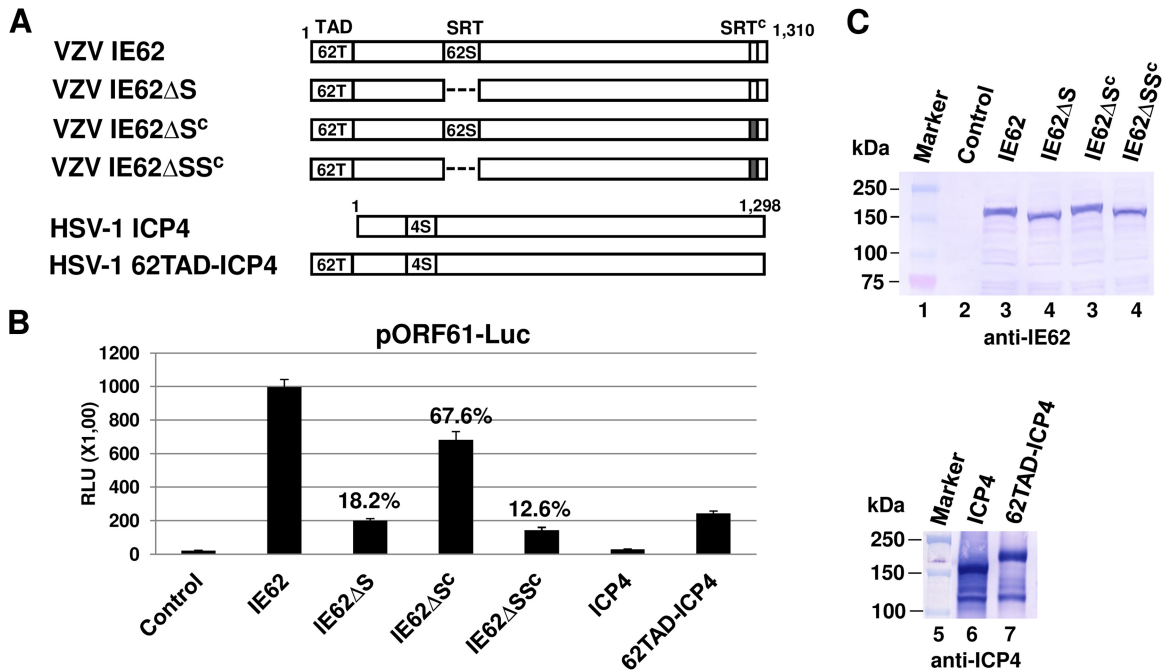 A
1 TAD SRT SRTc 1,310
VZV IE62 62T 62S
VZV IE62ΔS 62T
VZV IE62ΔSc 62T 62S
VZV IE62ΔSSc 62T
1 1,298
HSV-1 ICP4 4S
HSV-1 62TAD-ICP4 62T 4S
B
pORF61-Luc
RLU (X1,00)
1200
1000
800
600
400
200
0
18.2%
67.6%
12.6%
Control
IE62
IE62ΔS
IE62ΔSc
IE62ΔSSc
ICP4
62TAD-ICP4
C
kDa
Marker
Control
IE62
IE62ΔS
IE62ΔSc
IE62ΔSSc
250
150
100
75
1 2 3 4 3 4
anti-IE62
kDa
Marker
ICP4
62TAD-ICP4
250
150
100
5 6 7
anti-ICP4